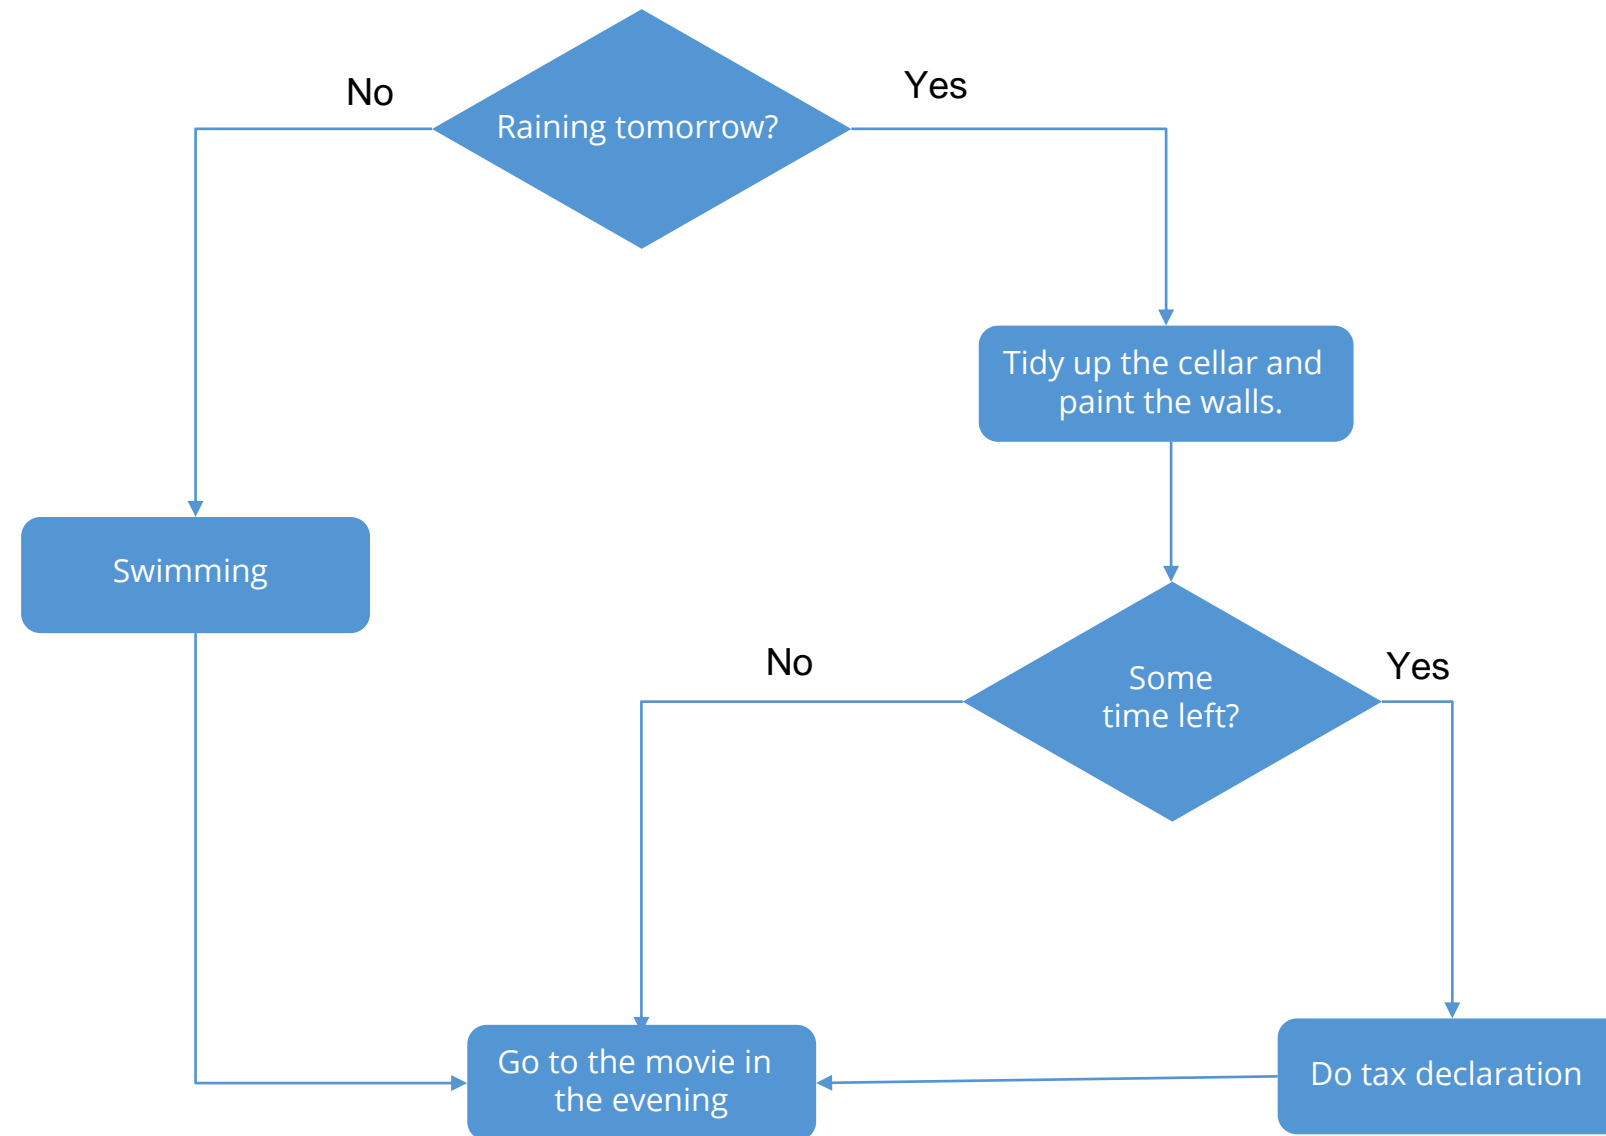 No
Yes
Raining tomorrow?
Tidy up the cellar and
paint the walls.
Swimming
No
Yes
Some
time left?
Go to the movie in
the evening
Do tax declaration